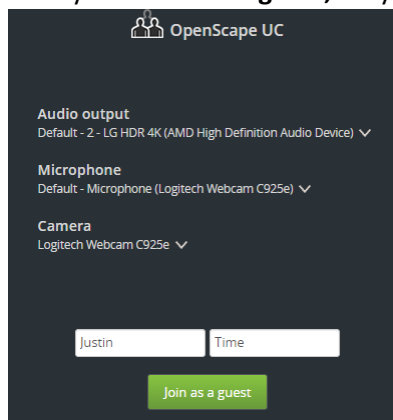 OpenScape UC
Audio output
Default - 2 - LG HDR 4K (AMD High Definition Audio Device)
Microphone
Default - Microphone (Logitech Webcam C925e)
Camera
Logitech Webcam C925e
Justin Time
Join as a guest